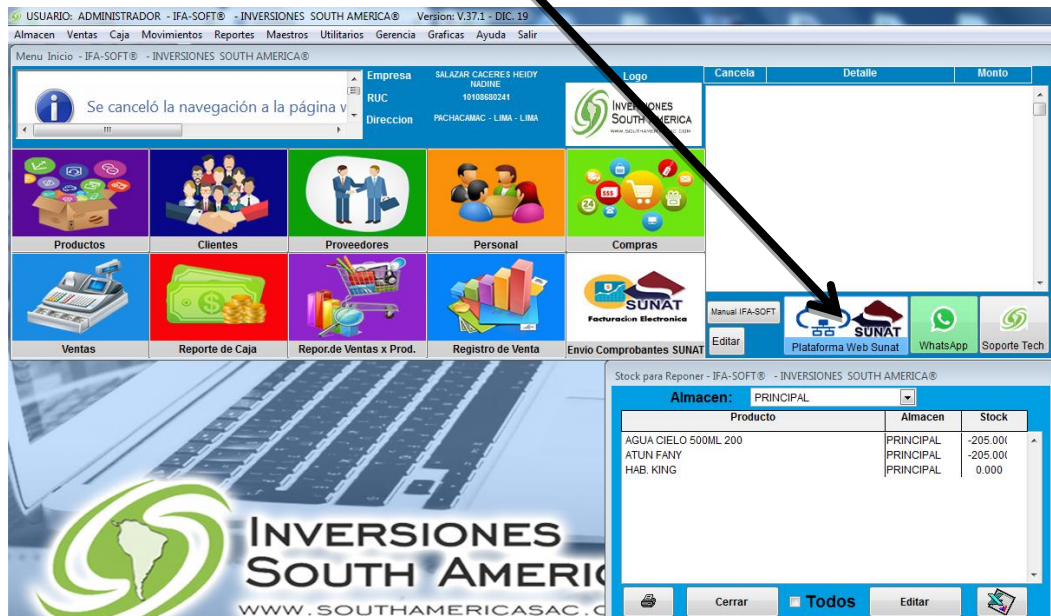 USUARIO: ADMINISTRADOR - IFA-SOFT® - INVERSIONES SOUTH AMERICA® Version: V.37.1 - DIC. 19
Almacen Ventas Caja Movimientos Reportes Maestros Utilitarios Gerencia Graficas Ayuda Salir
Menu Inicio - IFA-SOFT® - INVERSIONES SOUTH AMERICA®
Se canceló la navegación a la página
Empresa SALAZAR CACERES HEIDY NADINE
RUC 10108680241
Direccion PACHACAMAC - LIMA - LIMA
Logo
INVERSIONES
SOUTH AMERICA
Cancela Detalle Monto
Productos Clientes Proveedores Personal Compras
$$$
24
SUNAT
Facturacion Electronica
Ventas Reporte de Caja Repor.de Ventas x Prod. Registro de Venta Envio Comprobantes SUNAT
Manual IFA-SOFT
Editar
SUNAT
Plataforma Web Sunat
WhatsApp
Soporte Tech
Stock para Reponer - IFA-SOFT® - INVERSIONES SOUTH AMERICA®
Almacen: PRINCIPAL
Producto Almacen Stock
AGUA CIELO 500ML 200 PRINCIPAL -205.00
ATUN FANY PRINCIPAL -205.00
HAB. KING PRINCIPAL 0.000
Cerrar Todos Editar
INVERSIONES
SOUTH AMERI
WWW.SOUTHAMERICASAC.C